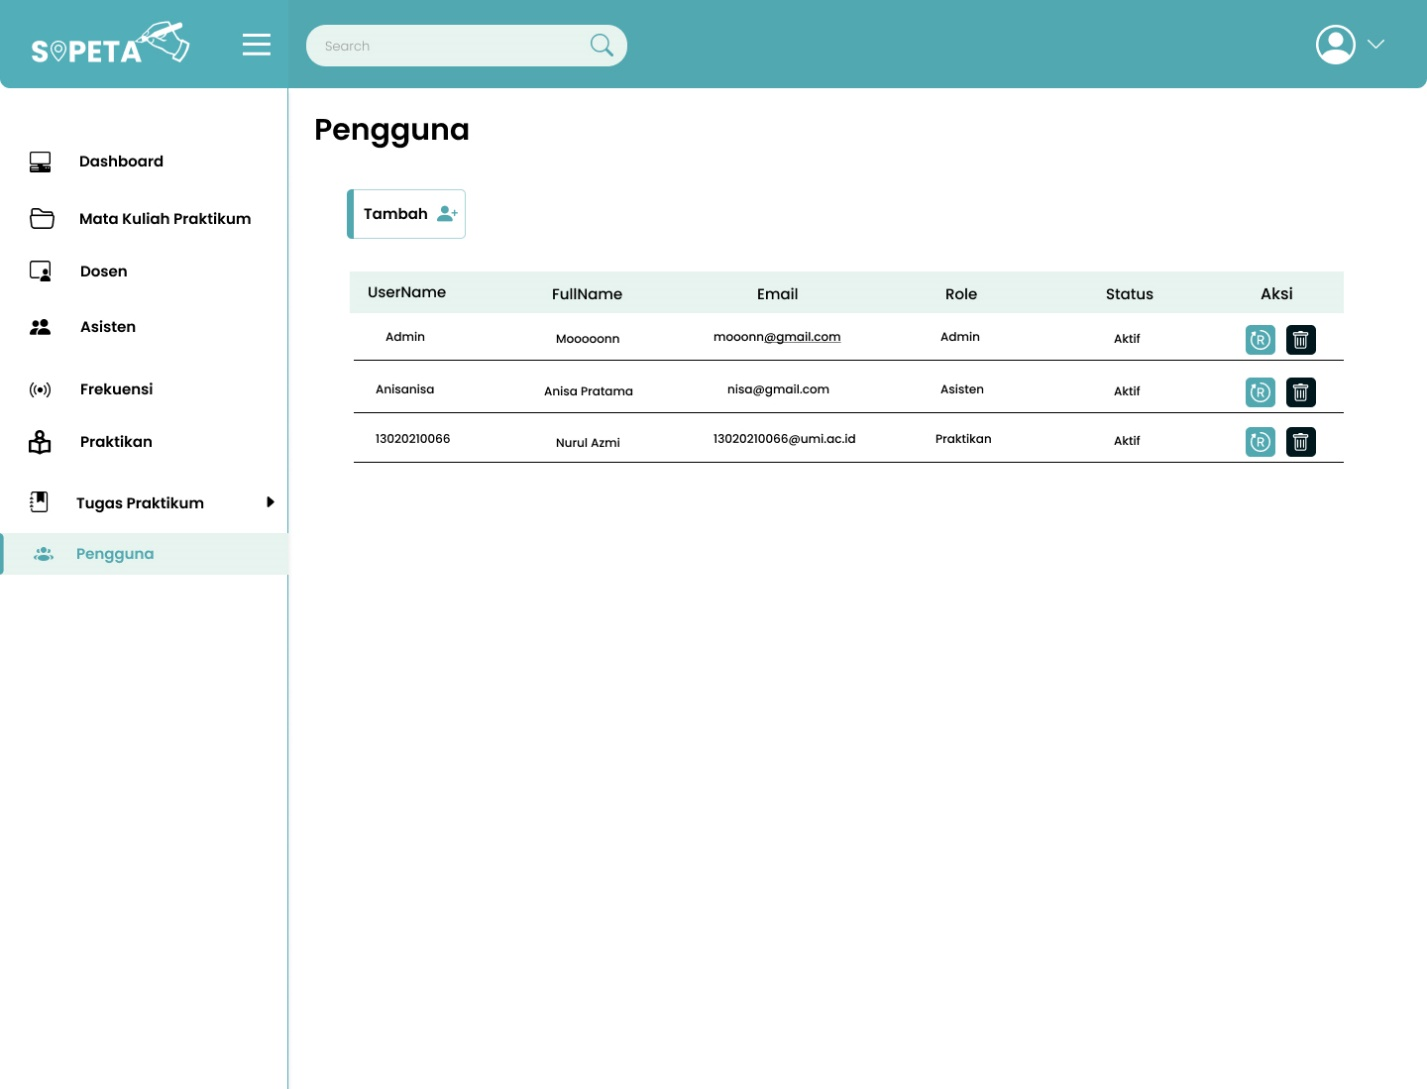 SOPETA
Search
Pengguna
Dashboard
Mata Kuliah Praktikum
Dosen
Asisten
Frekuensi
Praktikan
Tugas Praktikum
Pengguna
Tambah
UserName FullName Email Role Status Aksi
Admin Mooooonn mooonn@gmail.com Admin Aktif R
Anisanisa Anisa Pratama nisa@gmail.com Asisten Aktif R
13020210066 Nurul Azmi 13020210066@umi.ac.id Praktikan Aktif R